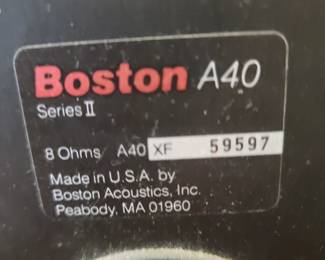 Boston A40
Series II
8 Ohms A40 XF 59597
Made in U.S.A. by
Boston Acoustics, Inc.
Peabody, MA 01960